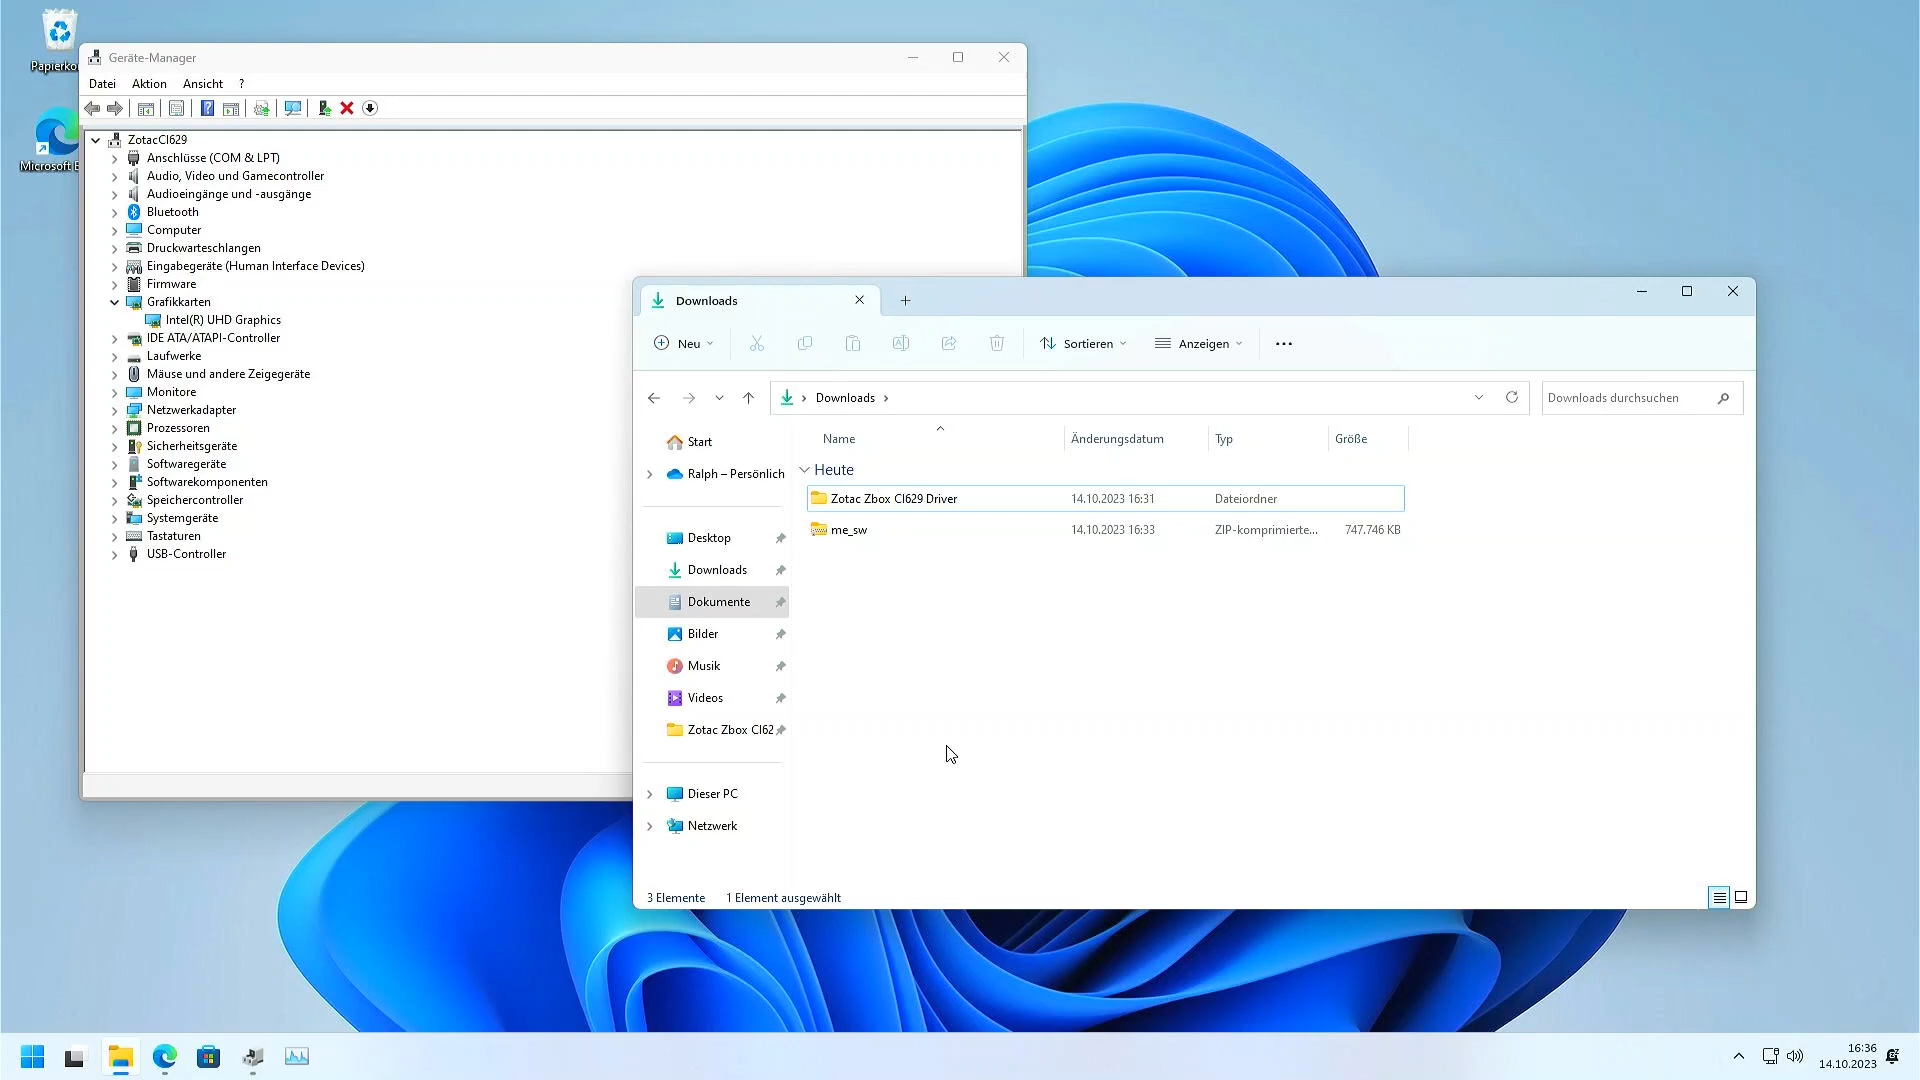 Papierko
Microsoft E
Geräte-Manager
Datei Aktion Ansicht ?
ZotacCI629
Anschlüsse (COM & LPT)
Audio, Video und Gamecontroller
Audioeingänge und -ausgänge
Bluetooth
Computer
Druckwarteschlangen
Eingabegeräte (Human Interface Devices)
Firmware
Grafikkarten
Intel(R) UHD Graphics
IDE ATA/ATAPI-Controller
Laufwerke
Mäuse und andere Zeigegeräte
Monitore
Netzwerkadapter
Prozessoren
Sicherheitsgeräte
Softwaregeräte
Softwarekomponenten
Speichercontroller
Systemgeräte
Tastaturen
USB-Controller
Downloads
Neu Sortieren Anzeigen
Downloads Downloads durchsuchen
Start
Ralph – Persönlich
Desktop
Downloads
Dokumente
Bilder
Musik
Videos
Zotac Zbox CI62
Dieser PC
Netzwerk
Name Änderungsdatum Typ Größe
Heute
Zotac Zbox CI629 Driver 14.10.2023 16:31 Dateiordner
me_sw 14.10.2023 16:33 ZIP-komprimierte... 747.746 KB
3 Elemente 1 Element ausgewählt
16:36
14.10.2023